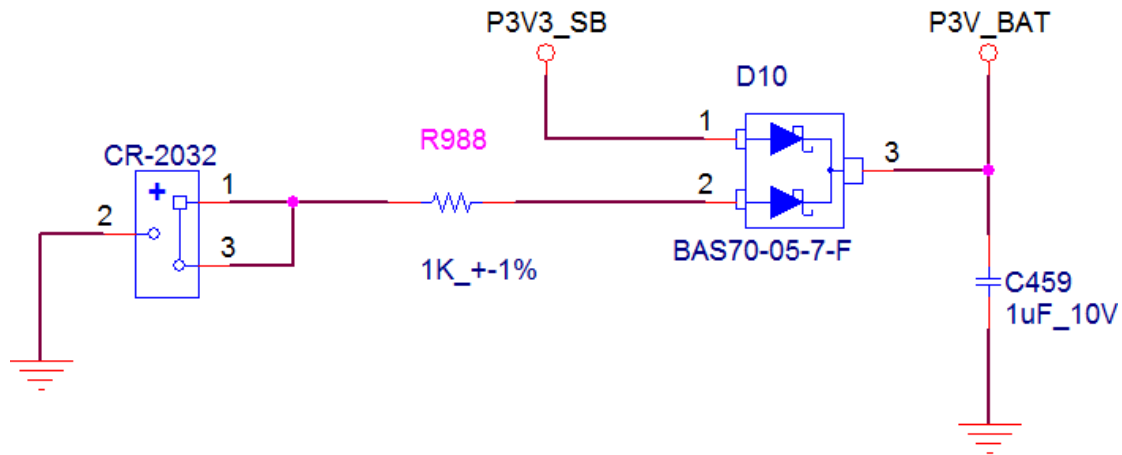 P3V3_SB
P3V_BAT
D10
1
R988
CR-2032
+
1
3
2
2
3
BAS70-05-7-F
1K_+-1%
C459
1uF_10V